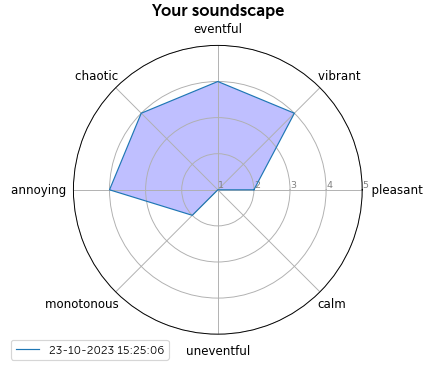 Your soundscape
eventful
chaotic
vibrant
annoying
1
2
3
4
5
pleasant
monotonous
calm
uneventful
23-10-2023 15:25:06